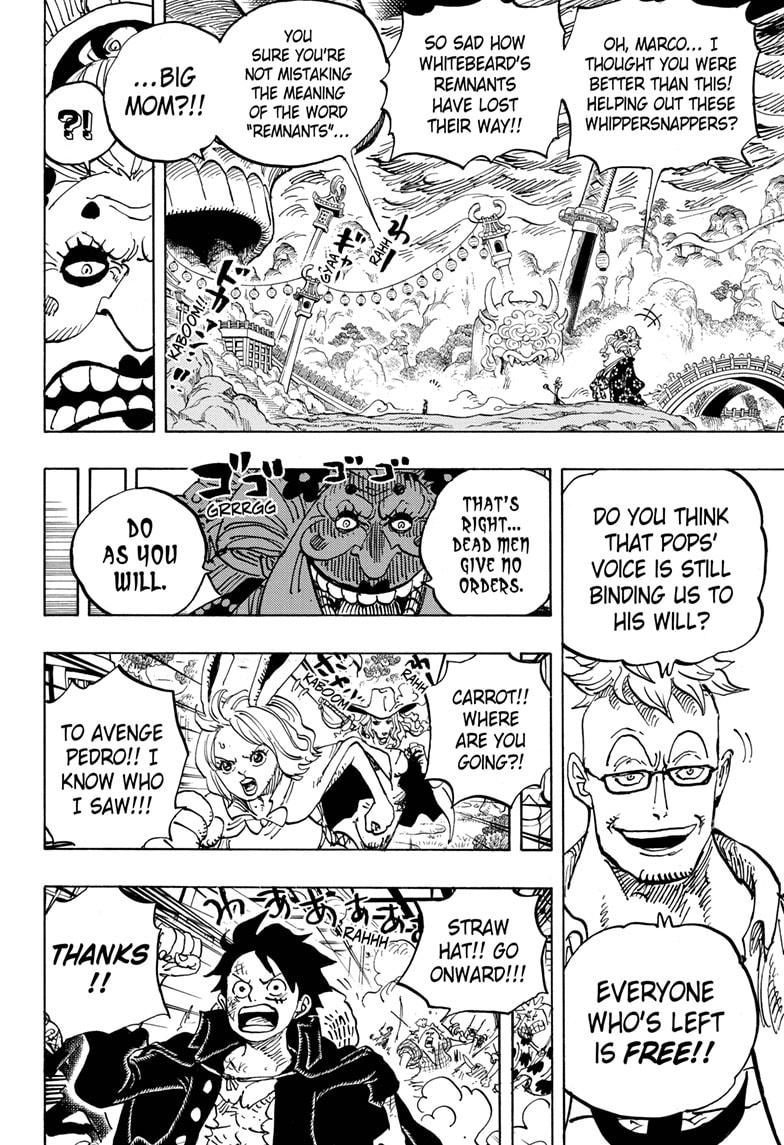 OH, MARCO... I
THOUGHT YOU WERE
BETTER THAN THIS!
HELPING OUT THESE
WHIPPERSNAPPERS?
SO SAD HOW
WHITEBEARD'S
REMNANTS
HAVE LOST
THEIR WAY!!
YOU
SURE YOU'RE
NOT MISTAKING
THE MEANING
OF THE WORD
"REMNANTS"...
...BIG
MOM?!!
RAHH
GYAA
KABOOM!!
?!
DO YOU THINK
THAT POPS'
VOICE IS STILL
BINDING US TO
HIS WILL?
EVERYONE
WHO'S LEFT
IS FREE!!
THAT'S
RIGHT...
DEAD MEN
GIVE NO
ORDERS.
ゴゴ
ゴゴ
GRRRGG
DO
AS YOU
WILL.
RAHH
CARROT!!
WHERE
ARE YOU
GOING?!
KABOOM
TO AVENGE
PEDRO!! I
KNOW WHO
I SAW!!!
STRAW
HAT!! GO
ONWARD!!!
RAHHH
THANKS
!!